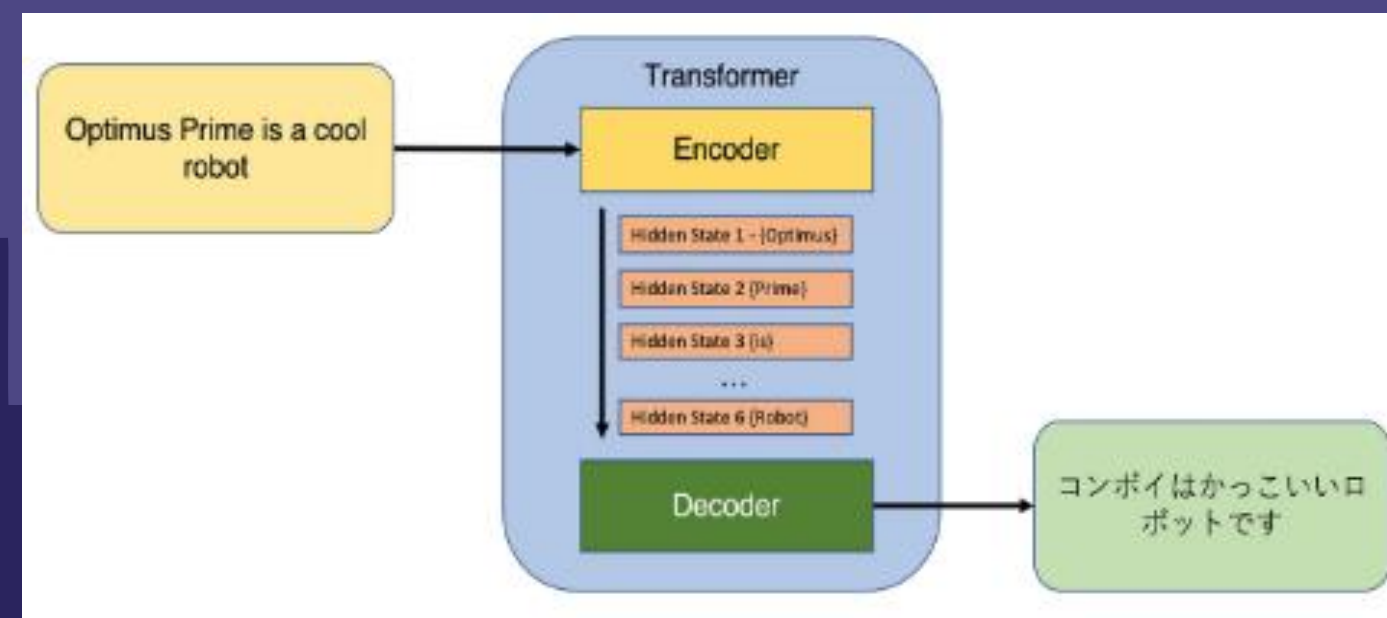 Transformer
Optimus Prime is a cool
robot
Encoder
Hidden State 1 - (Optimus)
Hidden State 2 (Prime)
Hidden State 3 (is)
...
Hidden State 6 (Robot)
Decoder
コンボイはかっこいいロ
ボットです